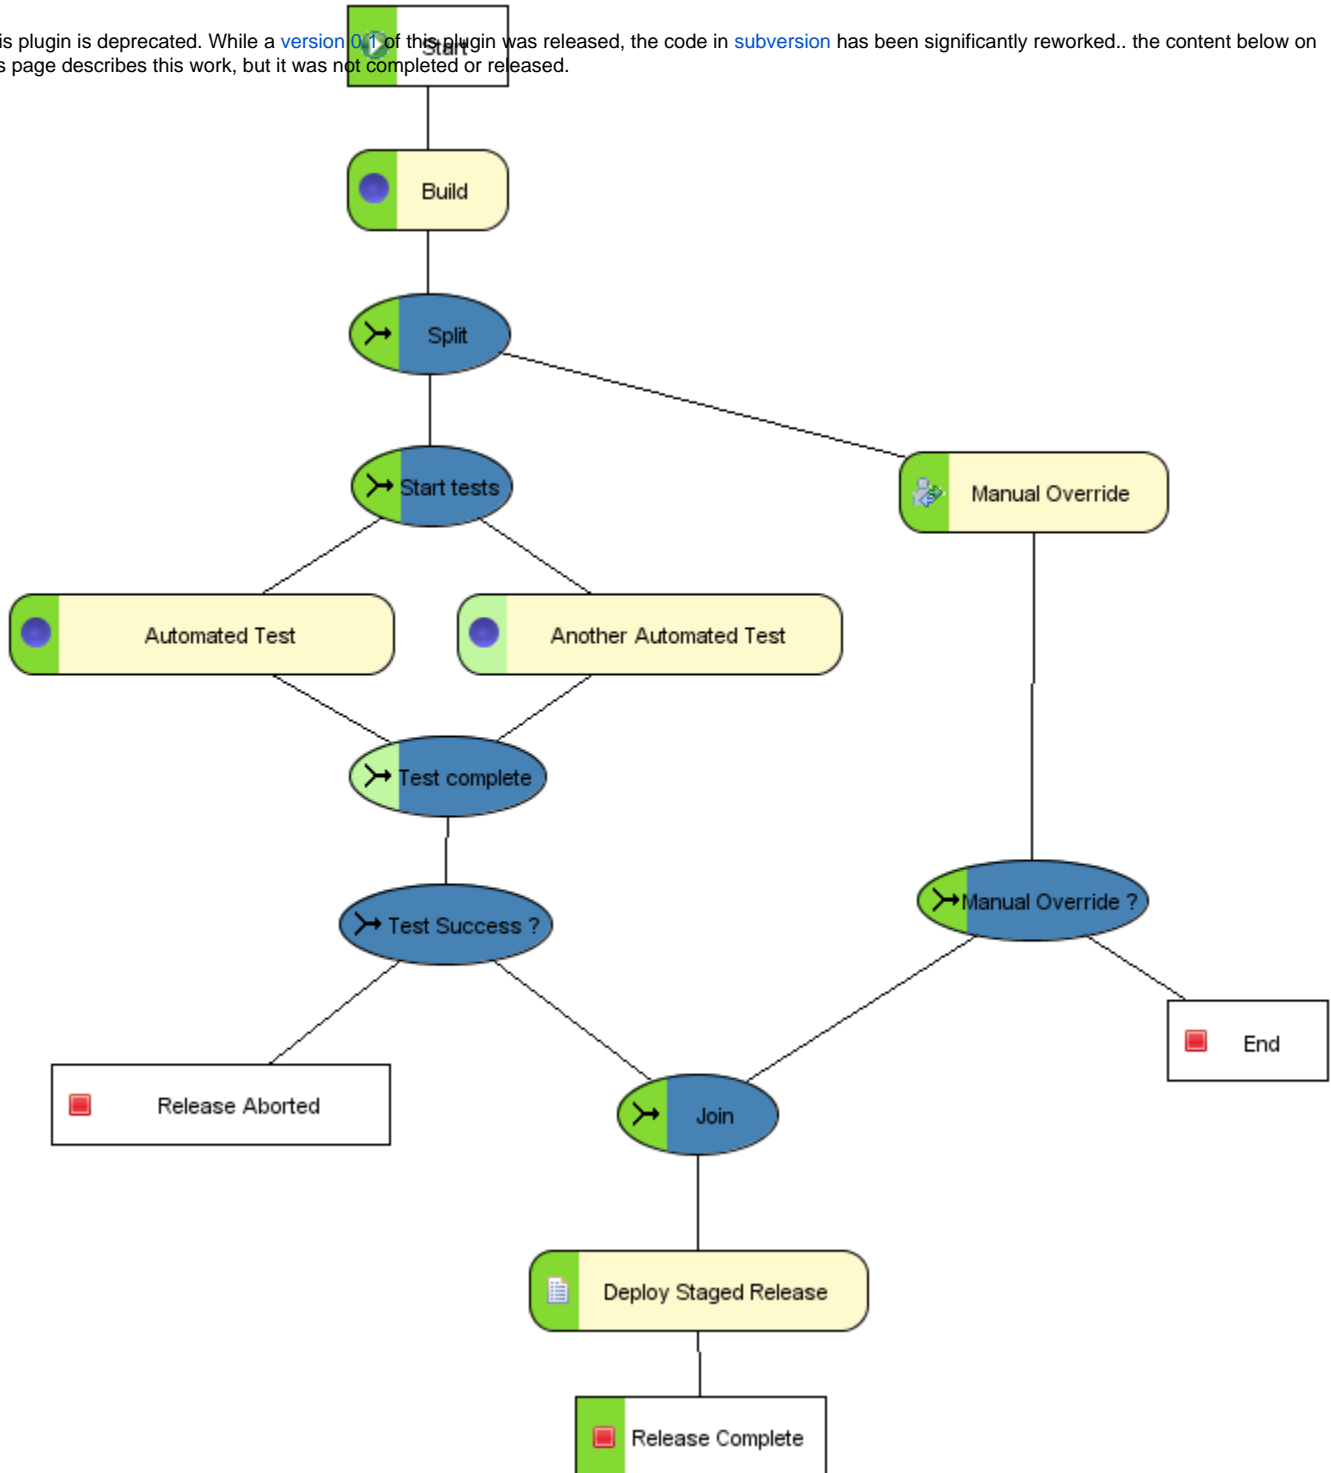 is plugin is deprecated. While a version 0.1 of this plugin was released, the code in subversion has been significantly reworked.. the content below on
s page describes this work, but it was not completed or released.
Start
Build
Split
Start tests
Manual Override
Automated Test
Another Automated Test
Test complete
Manual Override ?
Test Success ?
End
Release Aborted
Join
Deploy Staged Release
Release Complete